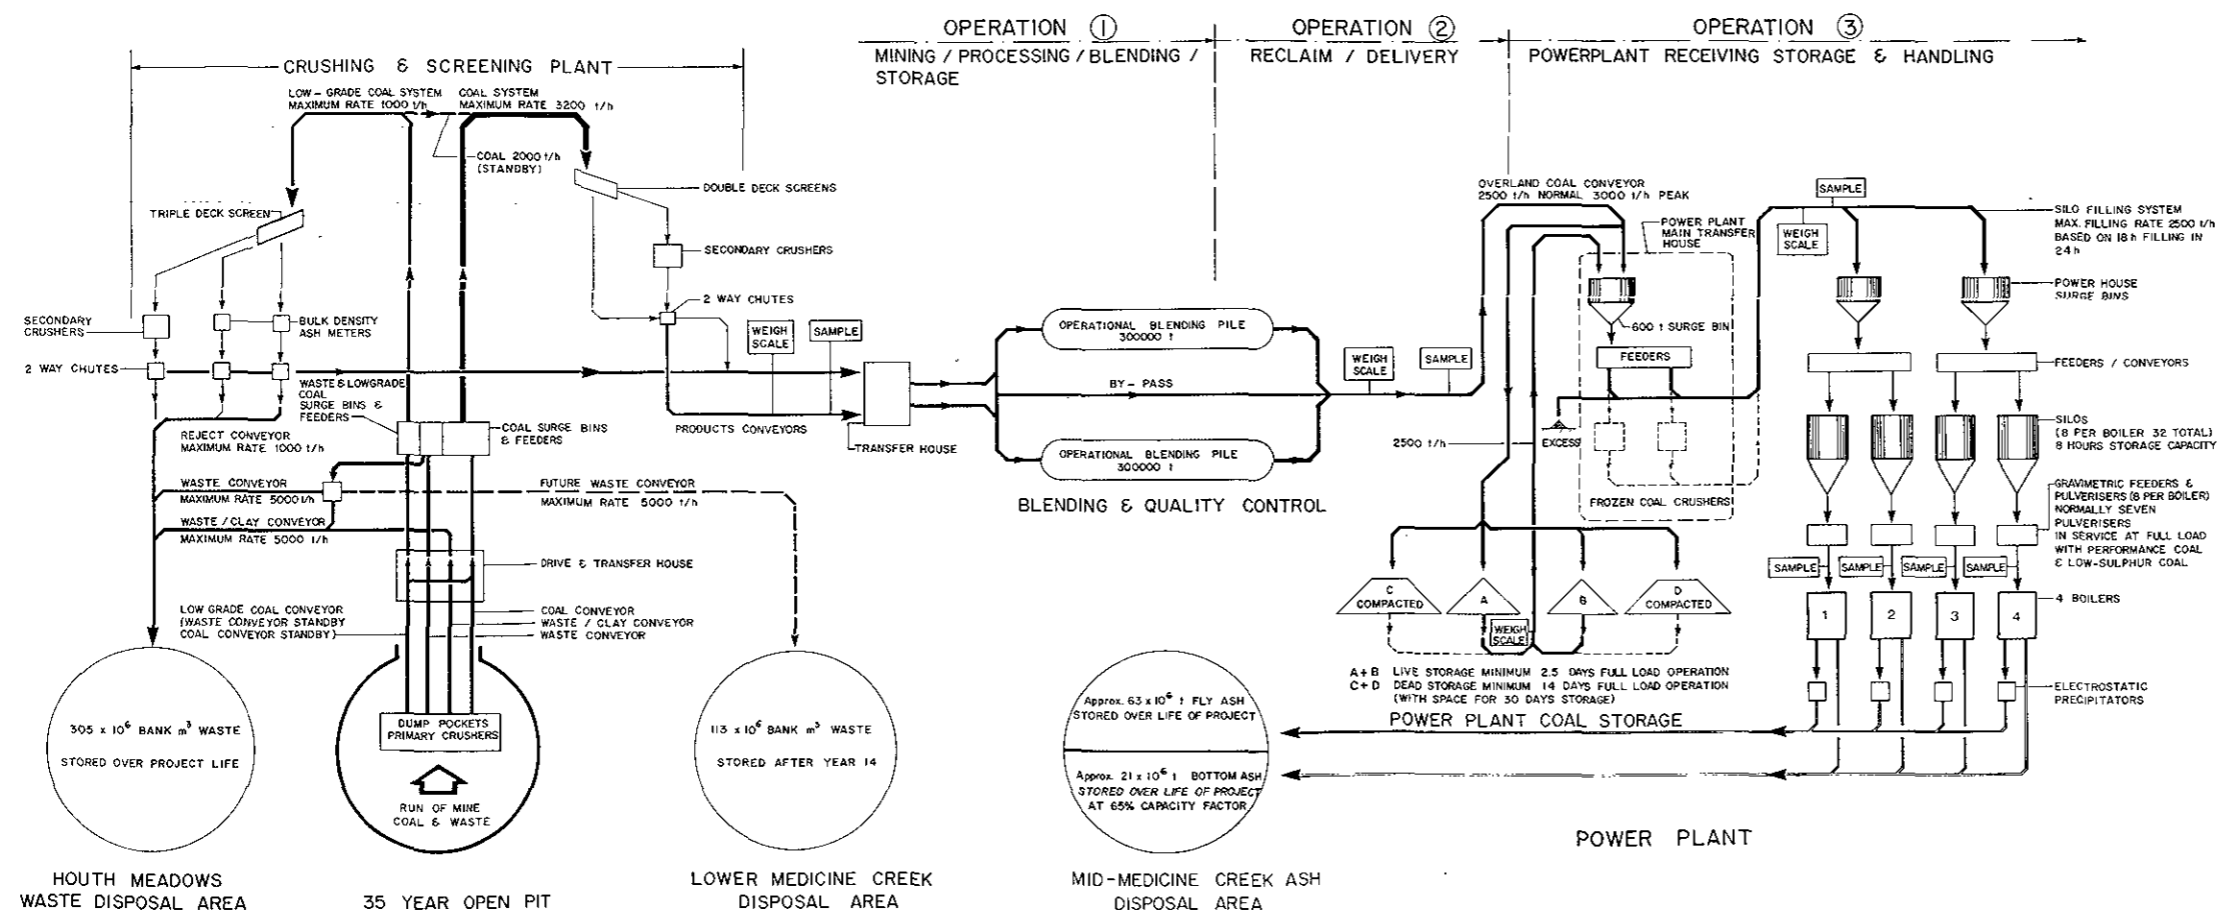 OPERATION ①
OPERATION ②
OPERATION ③
MINING / PROCESSING / BLENDING /
STORAGE
RECLAIM / DELIVERY
POWERPLANT RECEIVING STORAGE & HANDLING
CRUSHING & SCREENING PLANT
LOW-GRADE COAL SYSTEM
MAXIMUM RATE 1000 t/h
COAL SYSTEM
MAXIMUM RATE 3200 t/h
COAL 2000 t/h
(STANDBY)
DOUBLE DECK SCREENS
TRIPLE DECK SCREEN
SECONDARY CRUSHERS
2 WAY CHUTES
SECONDARY
CRUSHERS
BULK DENSITY
ASH METERS
2 WAY CHUTES
WASTE & LOWGRADE
COAL
SURGE BINS &
FEEDERS
COAL SURGE BINS
& FEEDERS
REJECT CONVEYOR
MAXIMUM RATE 1000 t/h
WASTE CONVEYOR
MAXIMUM RATE 5000 t/h
WASTE / CLAY CONVEYOR
MAXIMUM RATE 5000 t/h
FUTURE WASTE CONVEYOR
MAXIMUM RATE 5000 t/h
DRIVE & TRANSFER HOUSE
LOW GRADE COAL CONVEYOR
(WASTE CONVEYOR STANDBY
COAL CONVEYOR STANDBY)
COAL CONVEYOR
WASTE / CLAY CONVEYOR
WASTE CONVEYOR
WEIGH
SCALE
SAMPLE
PRODUCTS CONVEYORS
TRANSFER HOUSE
OPERATIONAL BLENDING PILE
300000 t
BY-PASS
OPERATIONAL BLENDING PILE
300000 t
BLENDING & QUALITY CONTROL
WEIGH
SCALE
SAMPLE
OVERLAND COAL CONVEYOR
2500 t/h NORMAL 3000 t/h PEAK
POWER PLANT
MAIN TRANSFER
HOUSE
600 t SURGE BIN
FEEDERS
EXCESS
2500 t/h
FROZEN COAL CRUSHERS
SAMPLE
WEIGH
SCALE
SILO FILLING SYSTEM
MAX. FILLING RATE 2500 t/h
BASED ON 18 h FILLING IN
24 h
POWER HOUSE
SURGE BINS
FEEDERS / CONVEYORS
SILOS
(8 PER BOILER 32 TOTAL)
8 HOURS STORAGE CAPACITY
GRAVIMETRIC FEEDERS &
PULVERISERS (8 PER BOILER)
NORMALLY SEVEN
PULVERISERS
IN SERVICE AT FULL LOAD
WITH PERFORMANCE COAL
& LOW-SULPHUR COAL
SAMPLE
SAMPLE
SAMPLE
SAMPLE
1
2
3
4
4 BOILERS
ELECTROSTATIC
PRECIPITATORS
C
COMPACTED
A
B
D
COMPACTED
WEIGH
SCALE
A+B LIVE STORAGE MINIMUM 2.5 DAYS FULL LOAD OPERATION
C+D DEAD STORAGE MINIMUM 14 DAYS FULL LOAD OPERATION
(WITH SPACE FOR 30 DAYS STORAGE)
POWER PLANT COAL STORAGE
305 x 10⁶ BANK m³ WASTE
STORED OVER PROJECT LIFE
DUMP POCKETS
PRIMARY CRUSHERS
RUN OF MINE
COAL & WASTE
113 x 10⁶ BANK m³ WASTE
STORED AFTER YEAR 14
Approx. 63 x 10⁶ t FLY ASH
STORED OVER LIFE OF PROJECT
Approx. 21 x 10⁶ t BOTTOM ASH
STORED OVER LIFE OF PROJECT
AT 65% CAPACITY FACTOR
POWER PLANT
HOUTH MEADOWS
WASTE DISPOSAL AREA
35 YEAR OPEN PIT
LOWER MEDICINE CREEK
DISPOSAL AREA
MID-MEDICINE CREEK ASH
DISPOSAL AREA